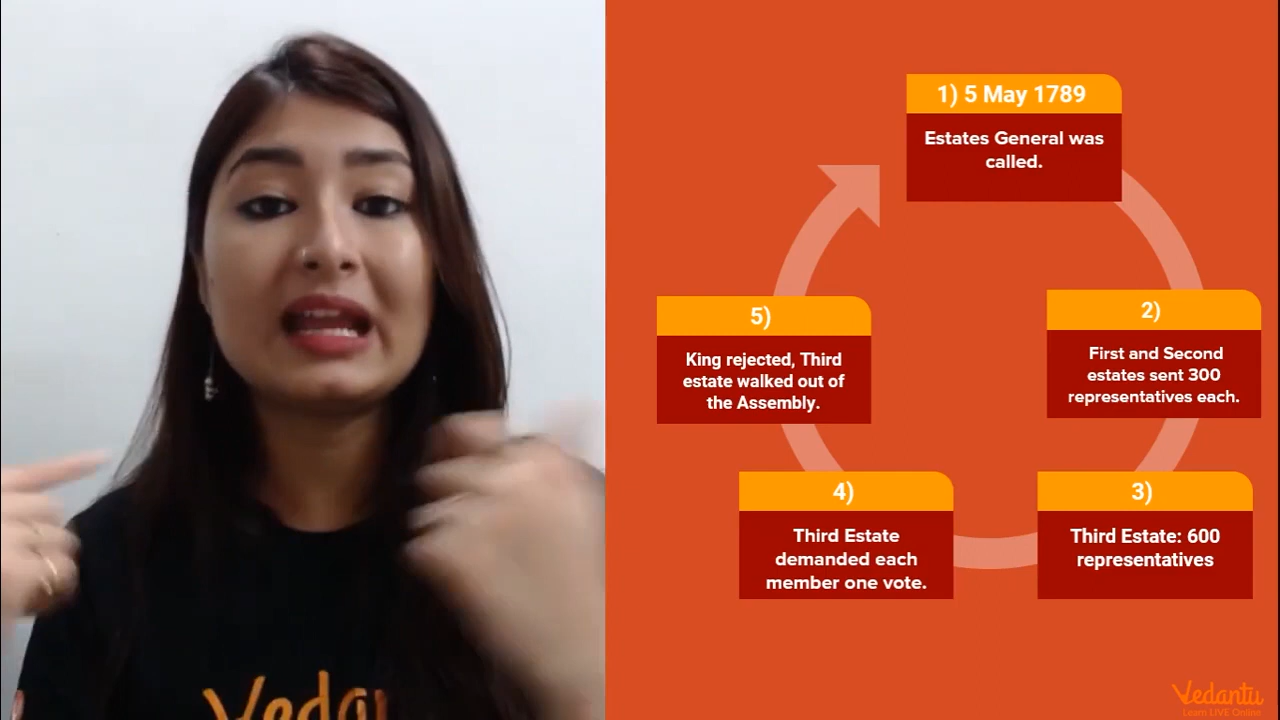 1) 5 May 1789
Estates General was
called.
2)
First and Second
estates sent 300
representatives each.
3)
Third Estate: 600
representatives
4)
Third Estate
demanded each
member one vote.
5)
King rejected, Third
estate walked out of
the Assembly.
Vedantu
Learn LIVE Online